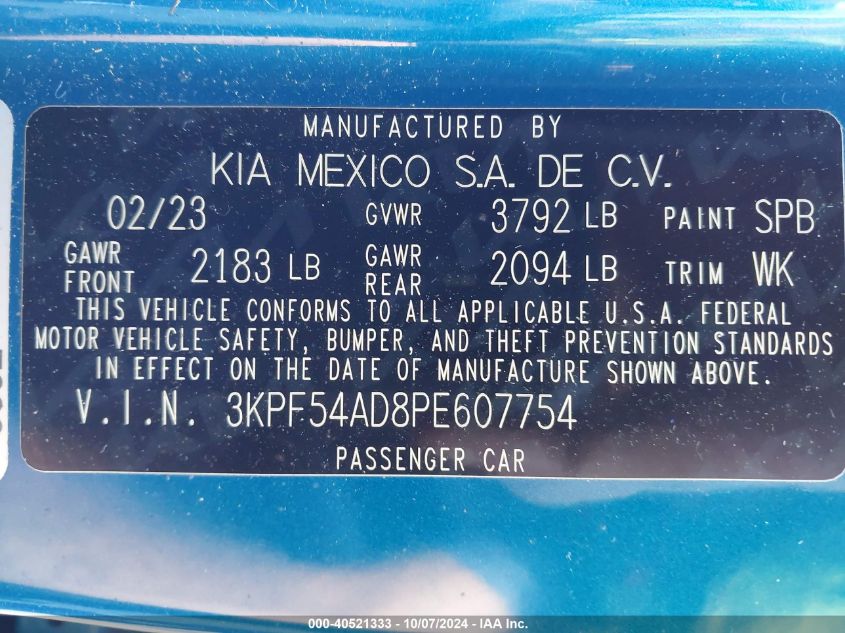 MANUFACTURED BY
KIA MEXICO S.A. DE C.V.
02/23 GVWR 3792 LB PAINT SPB
GAWR FRONT 2183 LB GAWR REAR 2094 LB TRIM WK
THIS VEHICLE CONFORMS TO ALL APPLICABLE U.S.A. FEDERAL
MOTOR VEHICLE SAFETY, BUMPER, AND THEFT PREVENTION STANDARDS
IN EFFECT ON THE DATE OF MANUFACTURE SHOWN ABOVE.
V.I.N. 3KPF54AD8PE607754
PASSENGER CAR
000-40521333 - 10/07/2024 - IAA Inc.